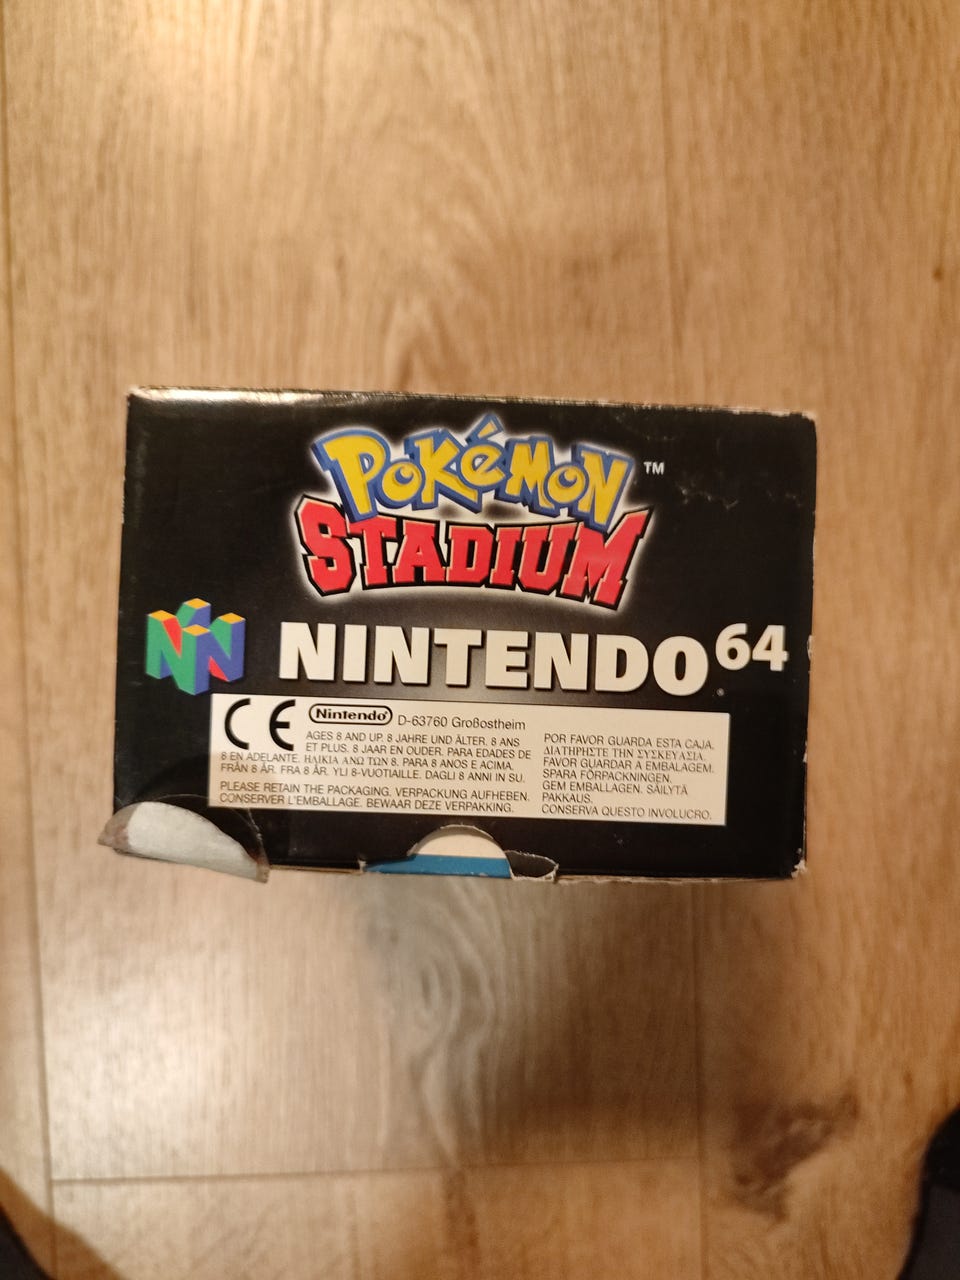 POKéMON™
STADIUM
NINTENDO 64
CE Nintendo® D-63760 Großostheim
AGES 8 AND UP. 8 JAHRE UND ÄLTER. 8 ANS
ET PLUS. 8 JAAR EN OUDER. PARA EDADES DE
8 EN ADELANTE. ΗΛΙΚΙΑ ΑΝΩ ΤΩΝ 8. PARA 8 ANOS E ACIMA.
FRÅN 8 ÅR. FRA 8 ÅR. YLI 8-VUOTIAILLE. DAGLI 8 ANNI IN SU.
PLEASE RETAIN THE PACKAGING. VERPACKUNG AUFHEBEN.
CONSERVER L'EMBALLAGE. BEWAAR DEZE VERPAKKING.
POR FAVOR GUARDA ESTA CAJA.
ΔΙΑΤΗΡΗΣΤΕ ΤΗΝ ΣΥΣΚΕΥΑΣΙΑ.
FAVOR GUARDAR A EMBALAGEM.
SPARA FÖRPACKNINGEN.
GEM EMBALLAGEN. SÄILYTÄ
PAKKAUS.
CONSERVA QUESTO INVOLUCRO.